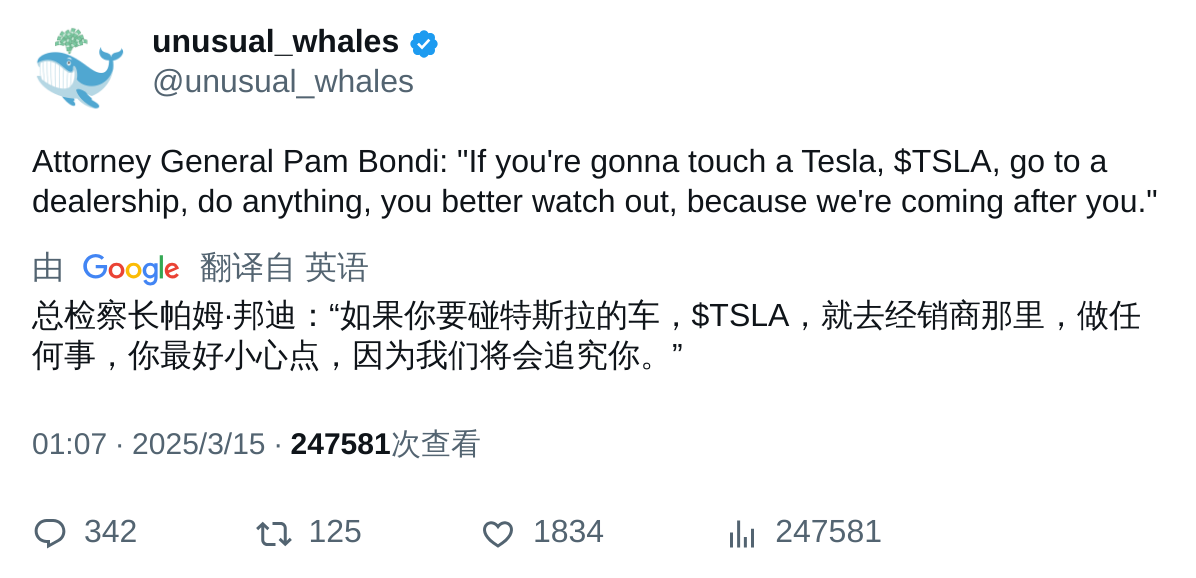 unusual_whales
@unusual_whales
Attorney General Pam Bondi: "If you're gonna touch a Tesla, $TSLA, go to a
dealership, do anything, you better watch out, because we're coming after you."
由 Google 翻译自 英语
总检察长帕姆·邦迪：“如果你要碰特斯拉的车，$TSLA，就去经销商那里，做任
何事，你最好小心点，因为我们将会追究你。”
01:07 · 2025/3/15 · 247581次查看
342 125 1834 247581